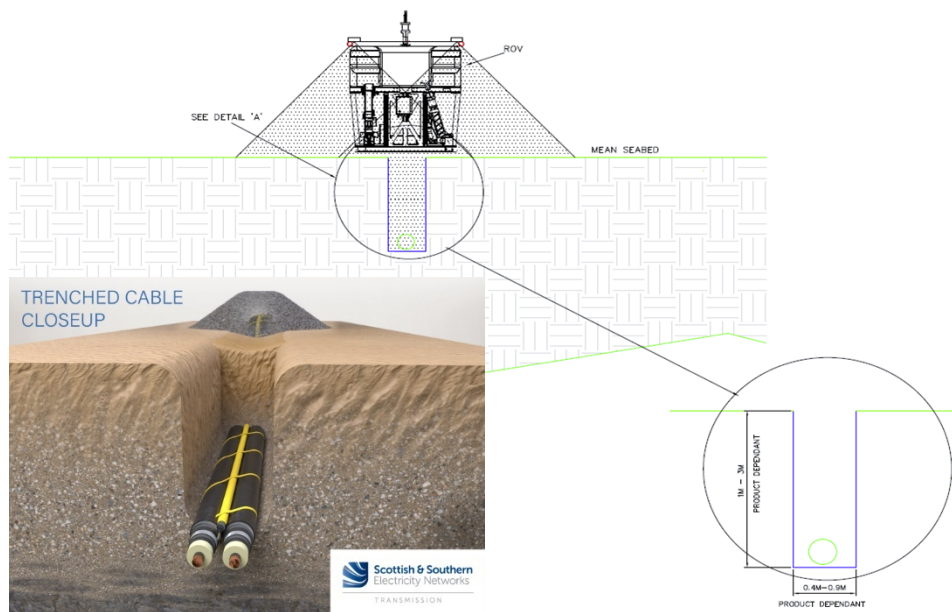 ROV
SEE DETAIL 'A'
MEAN SEABED
TRENCHED CABLE
CLOSEUP
1M - 3M
PRODUCT DEPENDANT
0.4M-0.9M
PRODUCT DEPENDANT
Scottish & Southern
Electricity Networks
TRANSMISSION